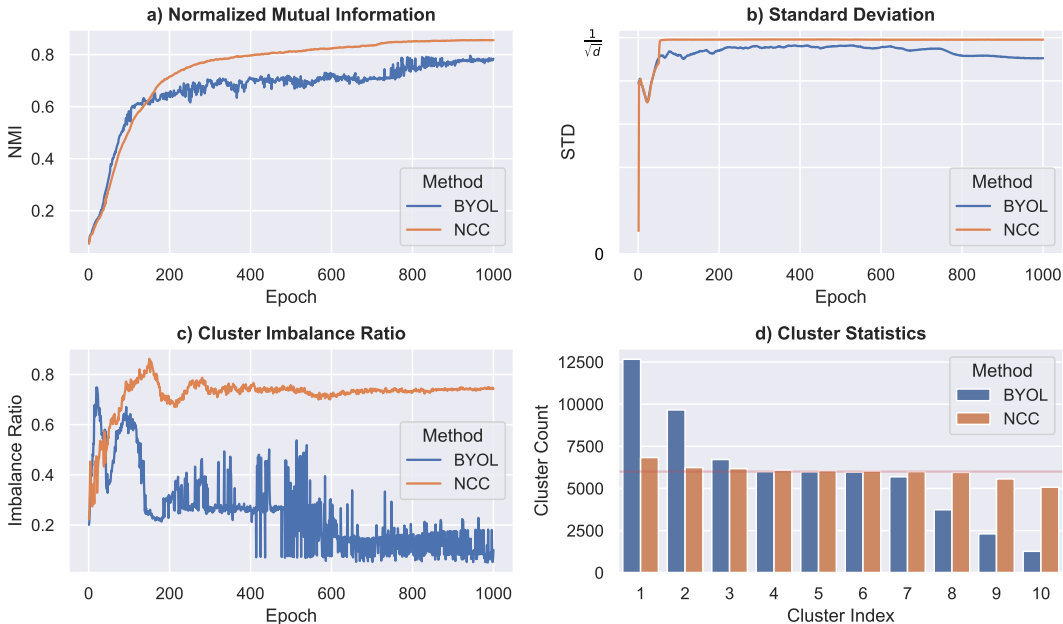 a) Normalized Mutual Information
NMI
0.8
0.6
0.4
0.2
0 200 400 600 800 1000
Epoch
Method
BYOL
NCC
b) Standard Deviation
STD
1
√d
0
0 200 400 600 800 1000
Epoch
Method
BYOL
NCC
c) Cluster Imbalance Ratio
Imbalance Ratio
0.8
0.6
0.4
0.2
0 200 400 600 800 1000
Epoch
Method
BYOL
NCC
d) Cluster Statistics
Cluster Count
12500
10000
7500
5000
2500
0
1 2 3 4 5 6 7 8 9 10
Cluster Index
Method
BYOL
NCC